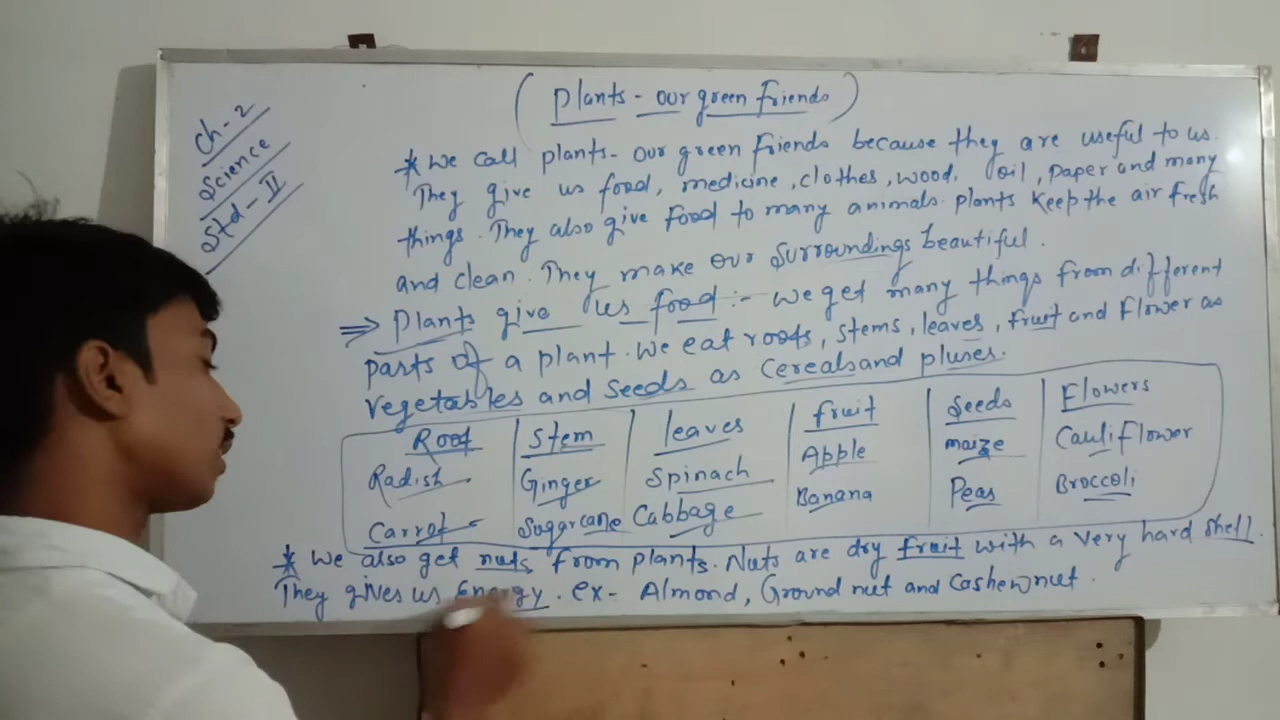 Ch-2
Science
Std-II
(Plants - our green friends)
* We call plants- our green friends because they are useful to us.
They give us food, medicine, clothes, wood, oil, paper and many
things. They also give food to many animals. plants keep the air fresh
and clean. They make our surroundings beautiful.
⇒ Plants give us food :- we get many things from different
parts of a plant. We eat roots, stems, leaves, fruit and flower as
vegetables and seeds as cereals and pluses.
Root Stem leaves fruit Seeds Flowers
Radish Ginger Spinach Apple maize Cauliflower
Carrot Suggrcane Cabbage Banana Peas Broccoli
* We also get nuts from plants. Nuts are dry fruit with a very hard shell.
They gives us Energy. ex- Almond, Ground nut and Cashewnut.